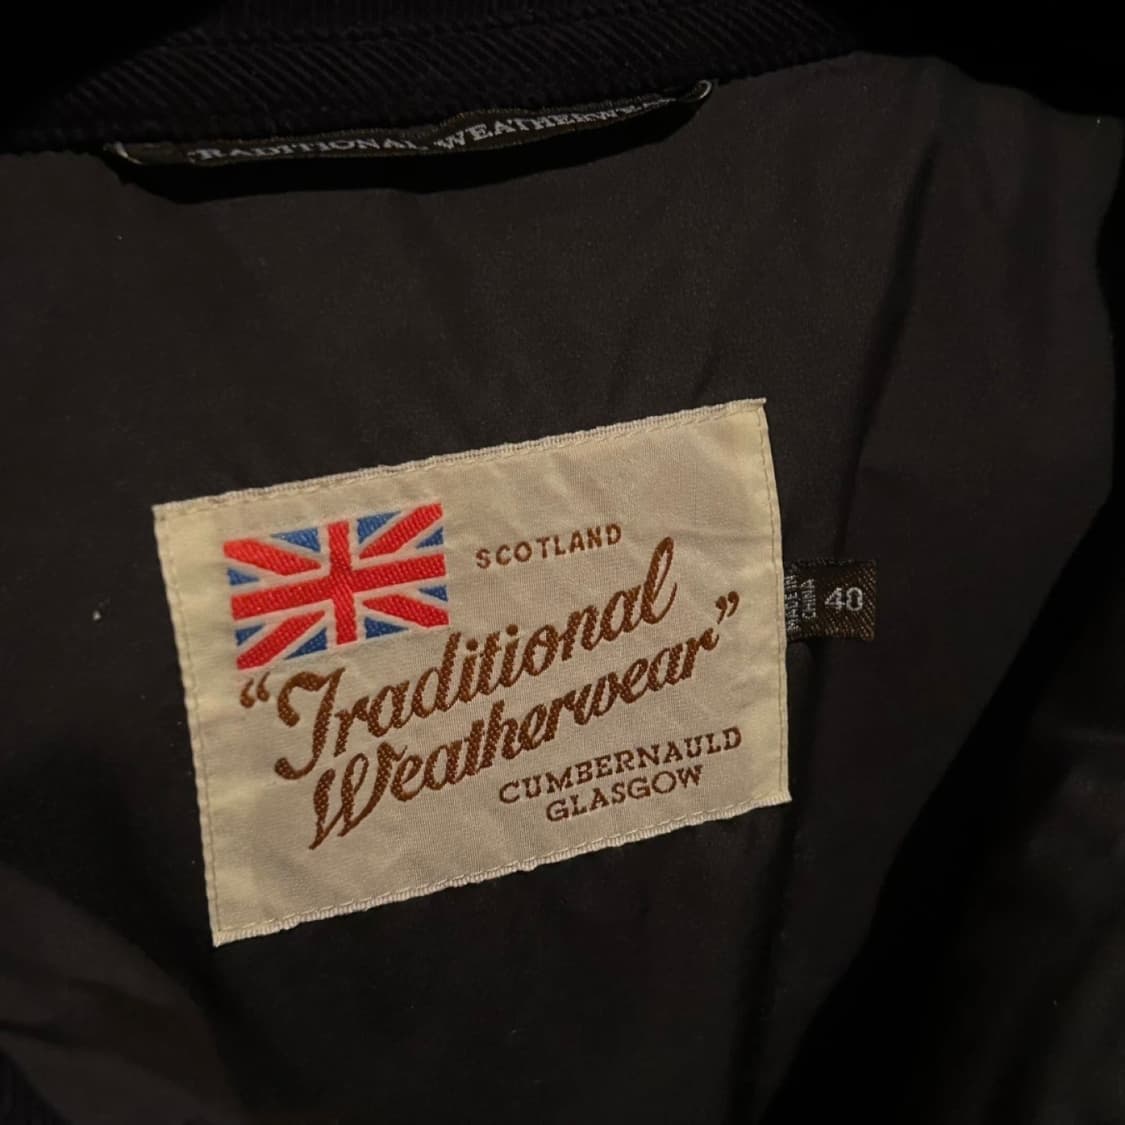 TRADITIONAL WEATHERWEAR
SCOTLAND
"Traditional
Weatherwear"
CUMBERNAULD
GLASGOW
MADE IN
CHINA
40